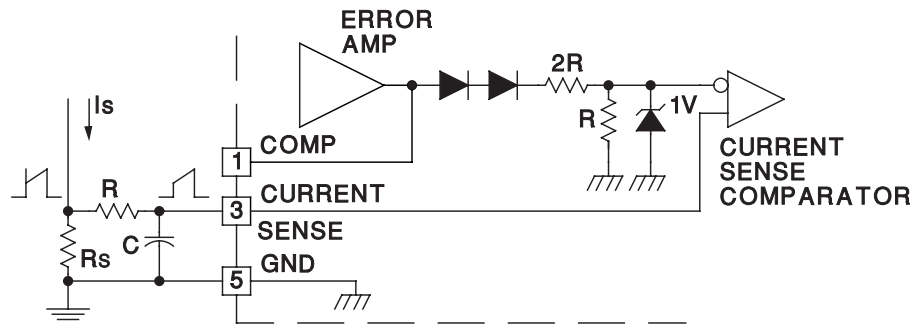 ERROR
AMP
2R
Is
R
1V
1
COMP
CURRENT
SENSE
COMPARATOR
R
3
CURRENT
SENSE
Rs
C
5
GND